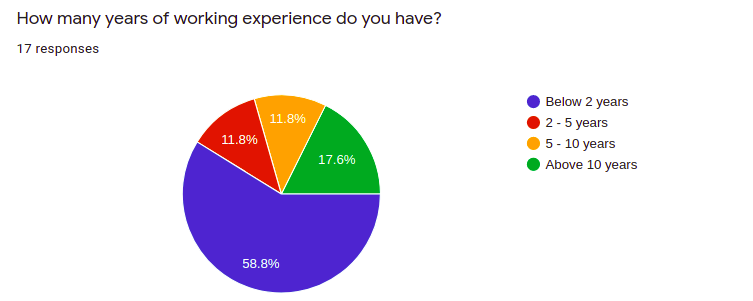 How many years of working experience do you have?
17 responses
11.8%
11.8%
17.6%
58.8%
Below 2 years
2 - 5 years
5 - 10 years
Above 10 years